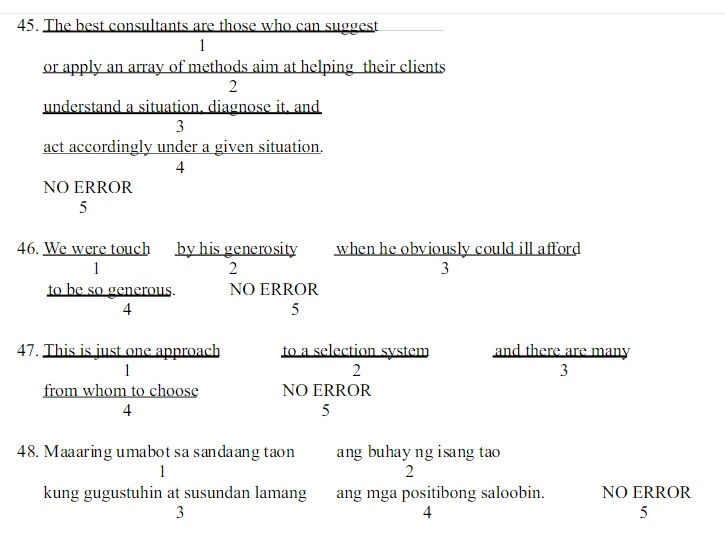 45. The best consultants are those who can suggest
1
or apply an array of methods aim at helping their clients
2
understand a situation, diagnose it, and
3
act accordingly under a given situation.
4
NO ERROR
5
46. We were touch by his generosity when he obviously could ill afford
1 2 3
to be so generous. NO ERROR
4 5
47. This is just one approach to a selection system and there are many
1 2 3
from whom to choose NO ERROR
4 5
48. Maaaring umabot sa sandaang taon ang buhay ng isang tao
1 2
kung gugustuhin at susundan lamang ang mga positibong saloobin. NO ERROR
3 4 5